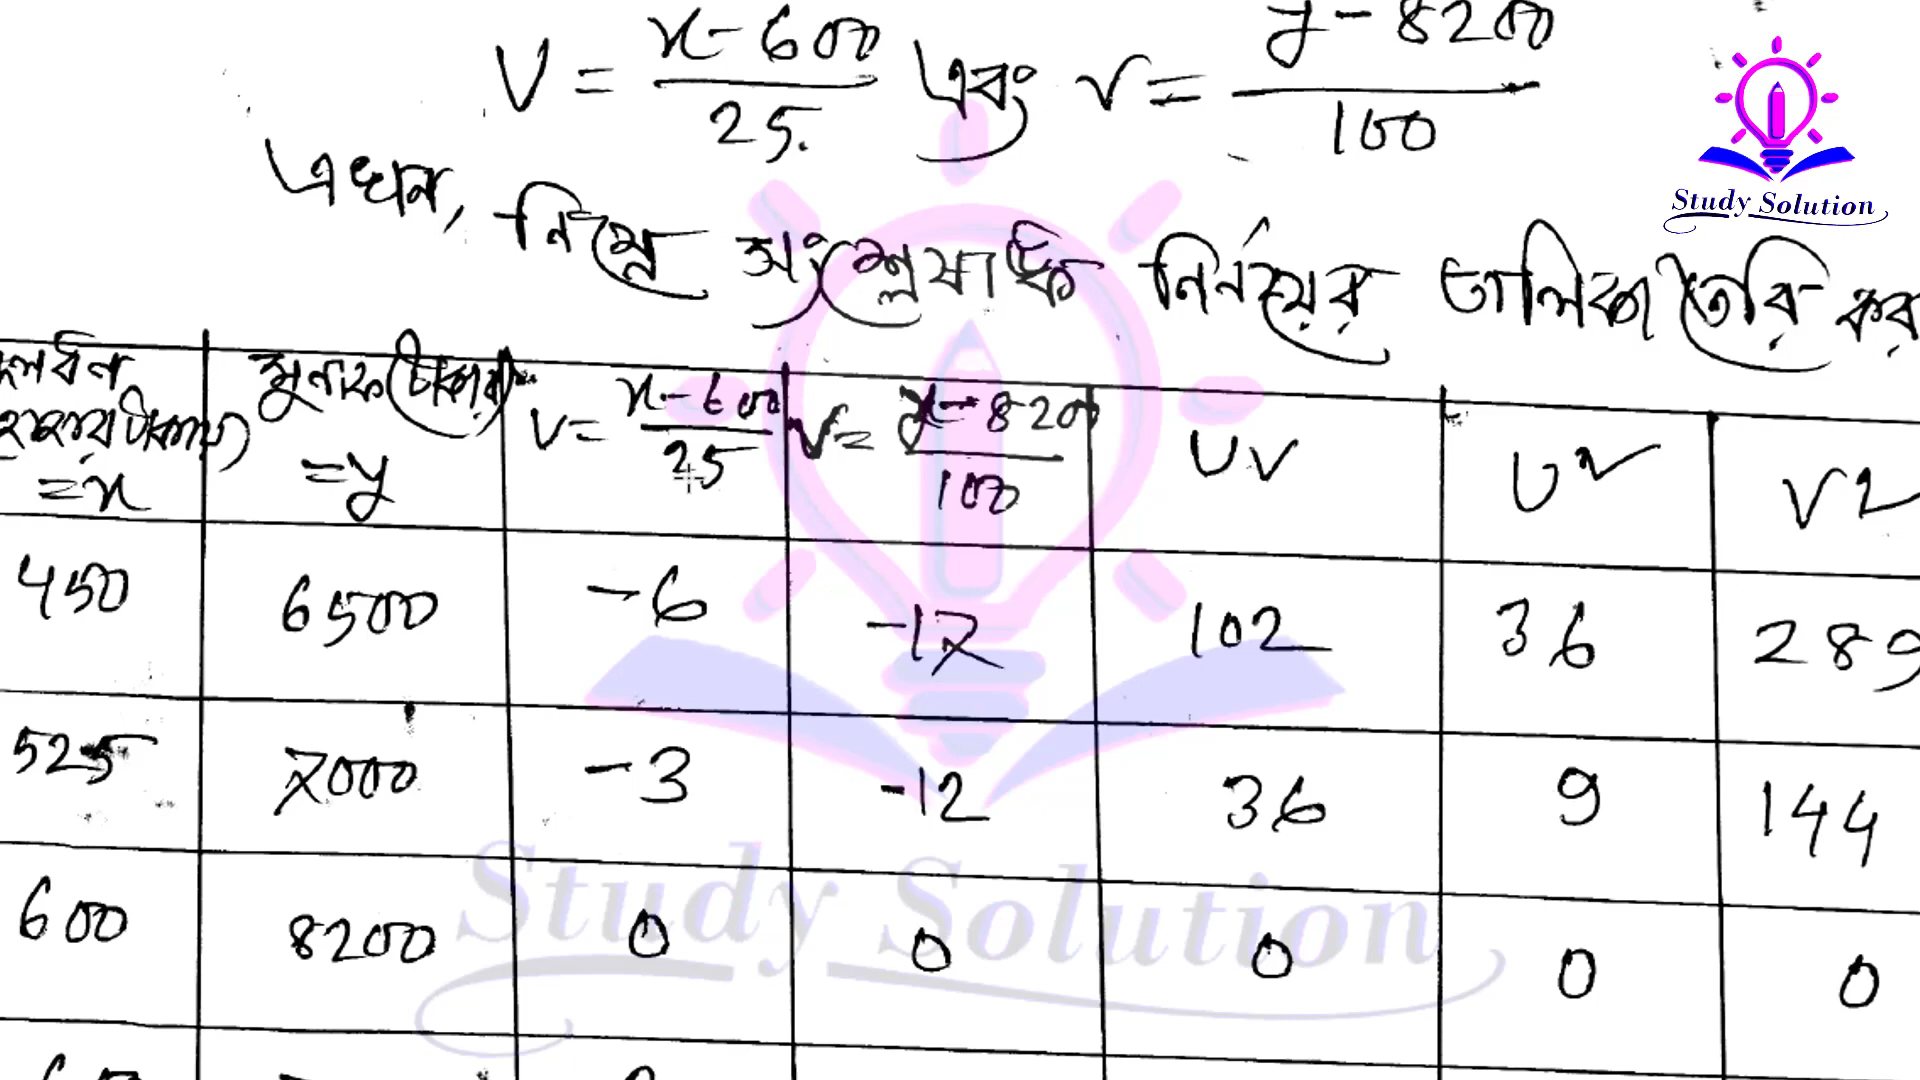 U = x - 600 / 25. এবং v = y - 8200 / 100
Study Solution
এখন, নিম্নে সংশ্লেষাঙ্ক নির্নয়ের তালিকা তৈরি কর
মুনাফা (টাকায়)
= x
= y
U = x - 600 / 25
V = y - 8200 / 100
UV
U²
V²
450 6500 -6 -17 102 36 289
525 7000 -3 -12 36 9 144
600 8200 0 0 0 0 0
Study Solution